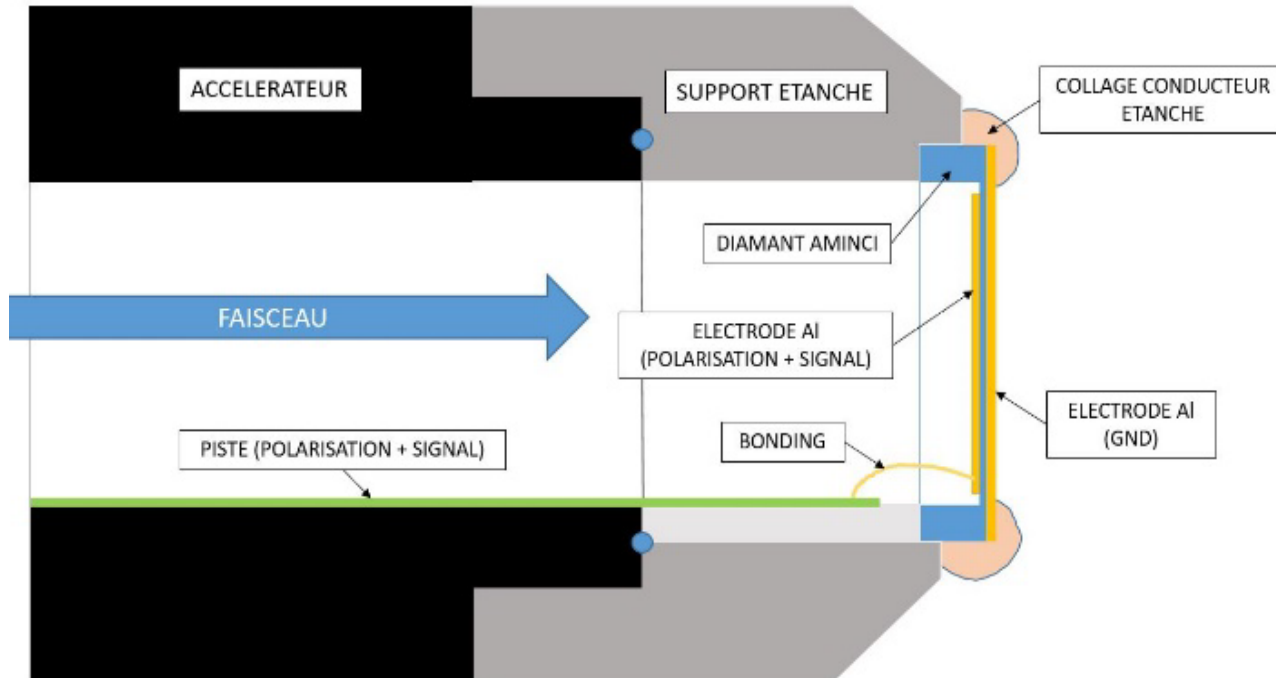 ACCELERATEUR
SUPPORT ETANCHE
COLLAGE CONDUCTEUR
ETANCHE
DIAMANT AMINCI
FAISCEAU
ELECTRODE Al
(POLARISATION + SIGNAL)
ELECTRODE Al
(GND)
BONDING
PISTE (POLARISATION + SIGNAL)